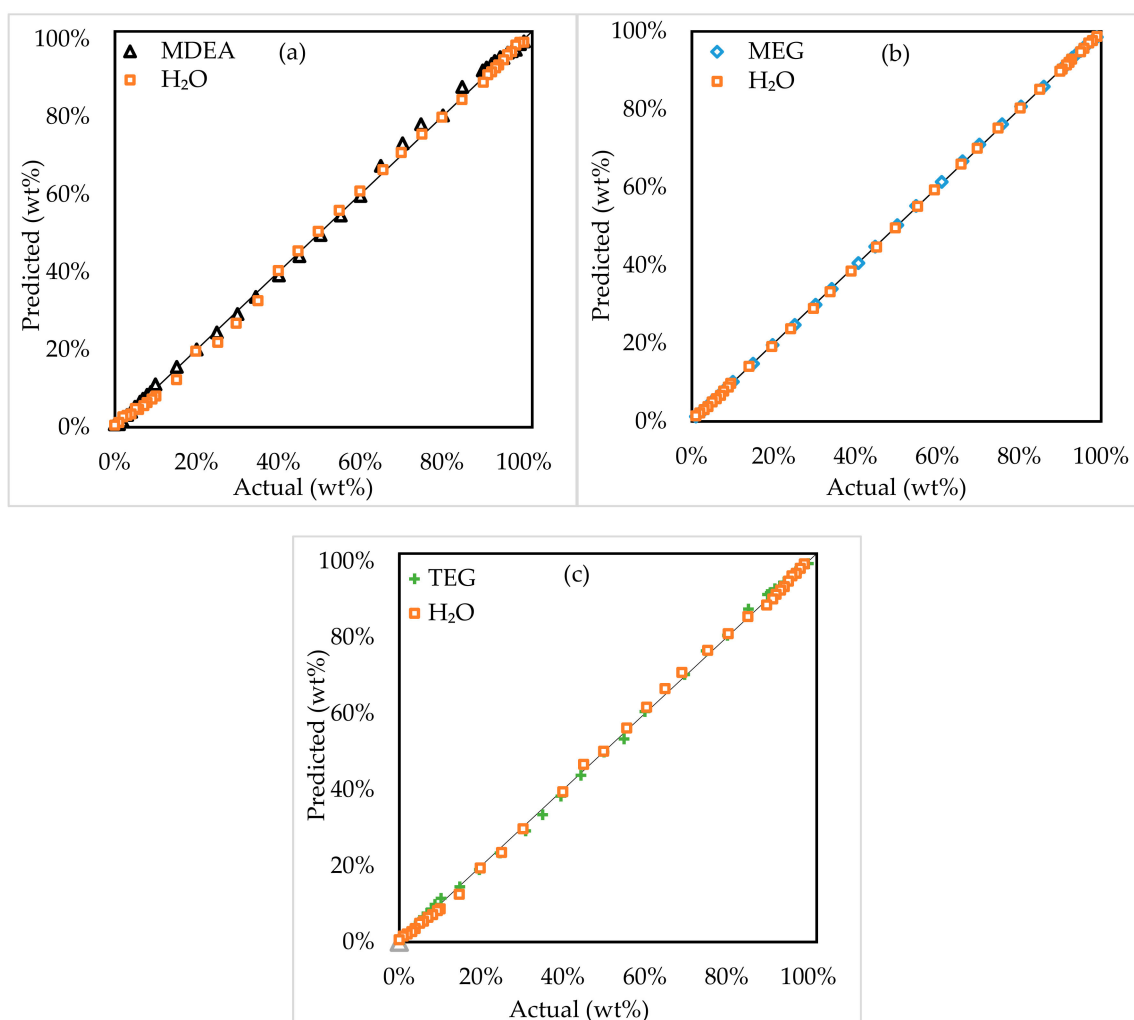 100%
80%
60%
40%
20%
0%
Predicted (wt%)
MDEA
H₂O
(a)
0% 20% 40% 60% 80% 100%
Actual (wt%)
100%
80%
60%
40%
20%
0%
Predicted (wt%)
MEG
H₂O
(b)
0% 20% 40% 60% 80% 100%
Actual (wt%)
100%
80%
60%
40%
20%
0%
Predicted (wt%)
TEG
H₂O
(c)
0% 20% 40% 60% 80% 100%
Actual (wt%)